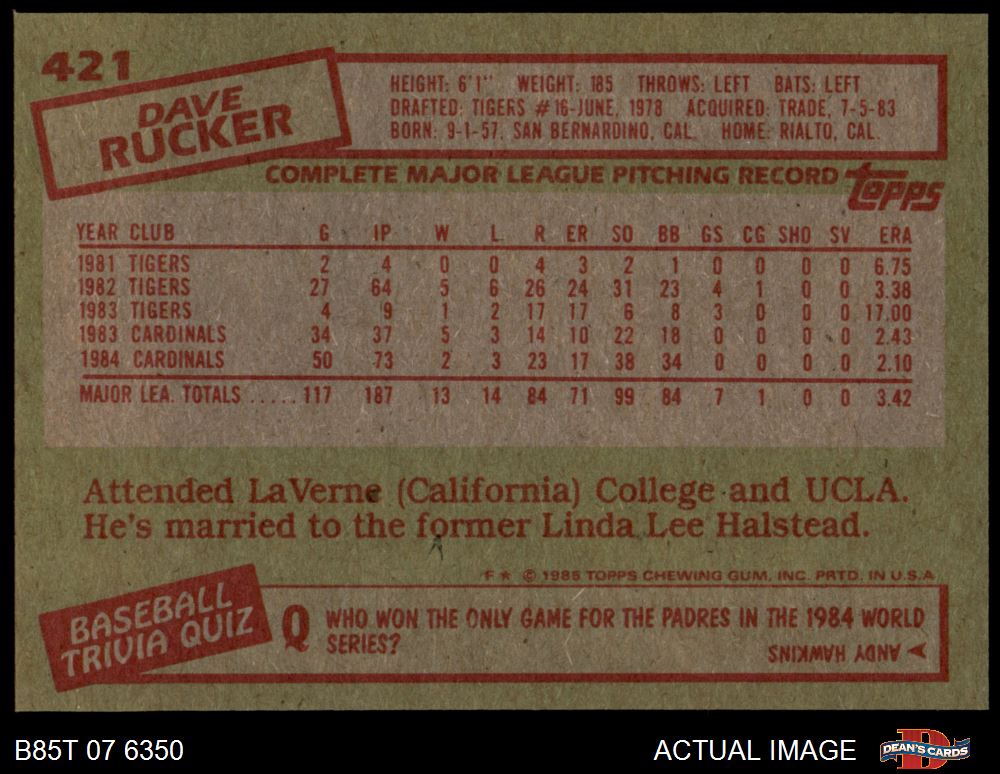 421
DAVE
RUCKER
HEIGHT: 6'1" WEIGHT: 185 THROWS: LEFT BATS: LEFT
DRAFTED: TIGERS #16-JUNE, 1978 ACQUIRED: TRADE, 7-5-83
BORN: 9-1-57, SAN BERNARDINO, CAL. HOME: RIALTO, CAL.
COMPLETE MAJOR LEAGUE PITCHING RECORD
topps
YEAR CLUB G IP W L R ER SO BB GS CG SHO SV ERA
1981 TIGERS 2 4 0 0 4 3 2 1 0 0 0 0 6.75
1982 TIGERS 27 64 5 6 26 24 31 23 4 1 0 0 3.38
1983 TIGERS 4 9 1 2 17 17 6 8 3 0 0 0 17.00
1983 CARDINALS 34 37 5 3 14 10 22 18 0 0 0 0 2.43
1984 CARDINALS 50 73 2 3 23 17 38 34 0 0 0 0 2.10
MAJOR LEA. TOTALS ..... 117 187 13 14 84 71 99 84 7 1 0 0 3.42
Attended LaVerne (California) College and UCLA.
He's married to the former Linda Lee Halstead.
F ★ © 1985 TOPPS CHEWING GUM, INC. PRTD. IN U.S.A.
BASEBALL
TRIVIA QUIZ
Q WHO WON THE ONLY GAME FOR THE PADRES IN THE 1984 WORLD
SERIES?
ANDY HAWKINS
B85T 07 6350
ACTUAL IMAGE
DEAN'S CARDS